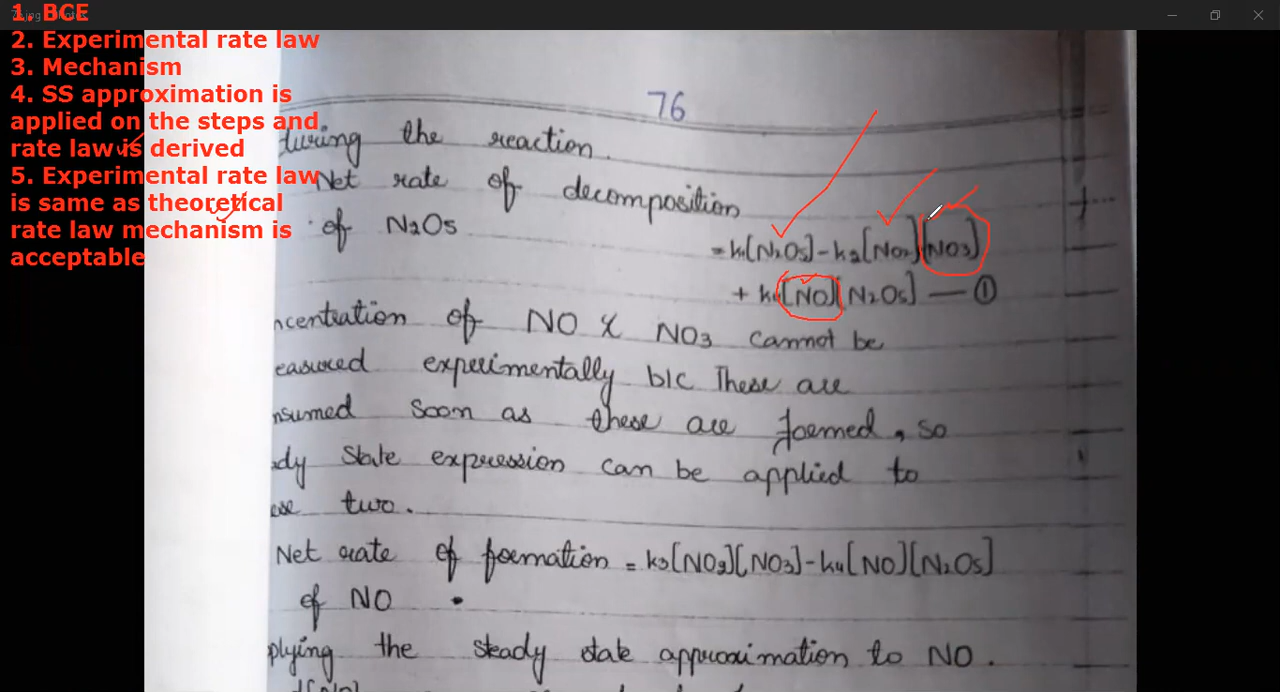 1. BCE
2. Experimental rate law
3. Mechanism
4. SS approximation is
applied on the steps and
rate law is derived
5. Experimental rate law
is same as theoretical
rate law mechanism is
acceptable
76
during the reaction.
Net rate of decomposition
of N2O5
= k1[N2O5] - k2[NO2][NO3]
+ k4[NO][N2O5] — ①
ncentration of NO & NO3 cannot be
easured experimentally b/c These are
nsumed soon as these are formed, so
ady state expression can be applied to
ese two.
Net rate of formation = k3[NO2][NO3] - k4[NO][N2O5]
of NO
plying the steady state approximation to NO.